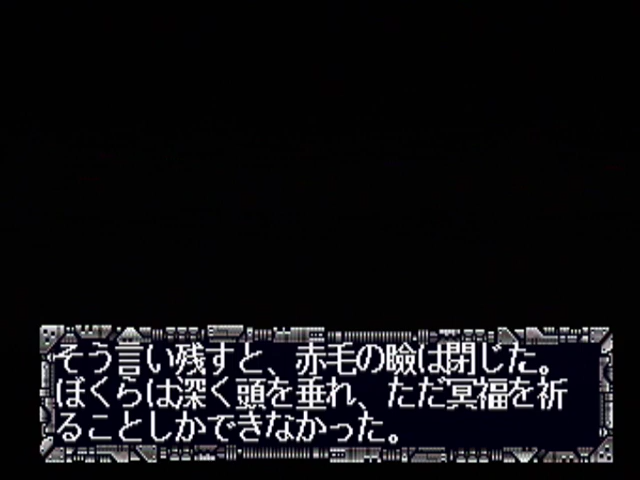 そう言い残すと、赤毛の瞼は閉じた。
ぼくらは深く頭を垂れ、ただ冥福を祈
ることしかできなかった。